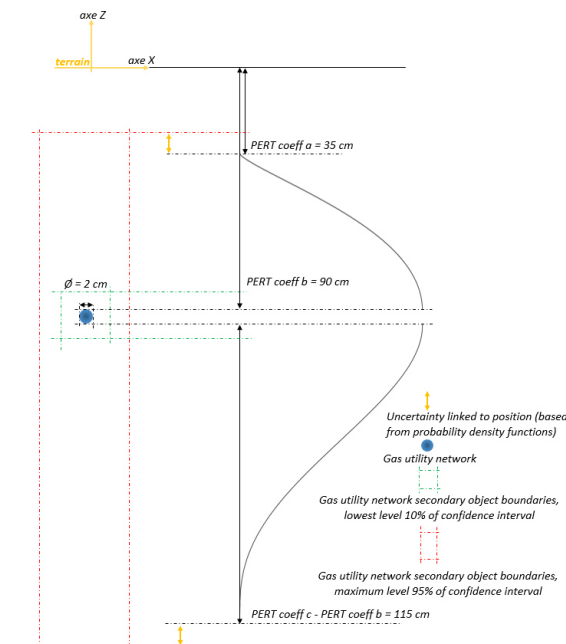 axe Z
terrain
axe X
PERT coeff a = 35 cm
Ø = 2 cm
PERT coeff b = 90 cm
Uncertainty linked to position (based
from probability density functions)
Gas utility network
Gas utility network secondary object boundaries,
lowest level 10% of confidence interval
Gas utility network secondary object boundaries,
maximum level 95% of confidence interval
PERT coeff c - PERT coeff b = 115 cm